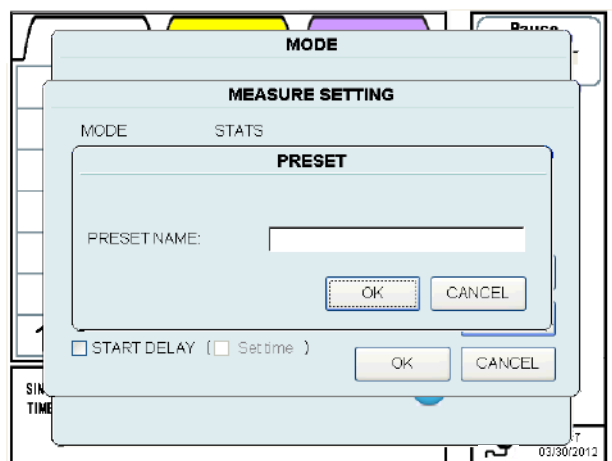 Pause
MODE
MEASURE SETTING
MODE STATS
PRESET
PRESET NAME:
OK CANCEL
START DELAY ( Set time )
OK CANCEL
TIME
03/30/2012